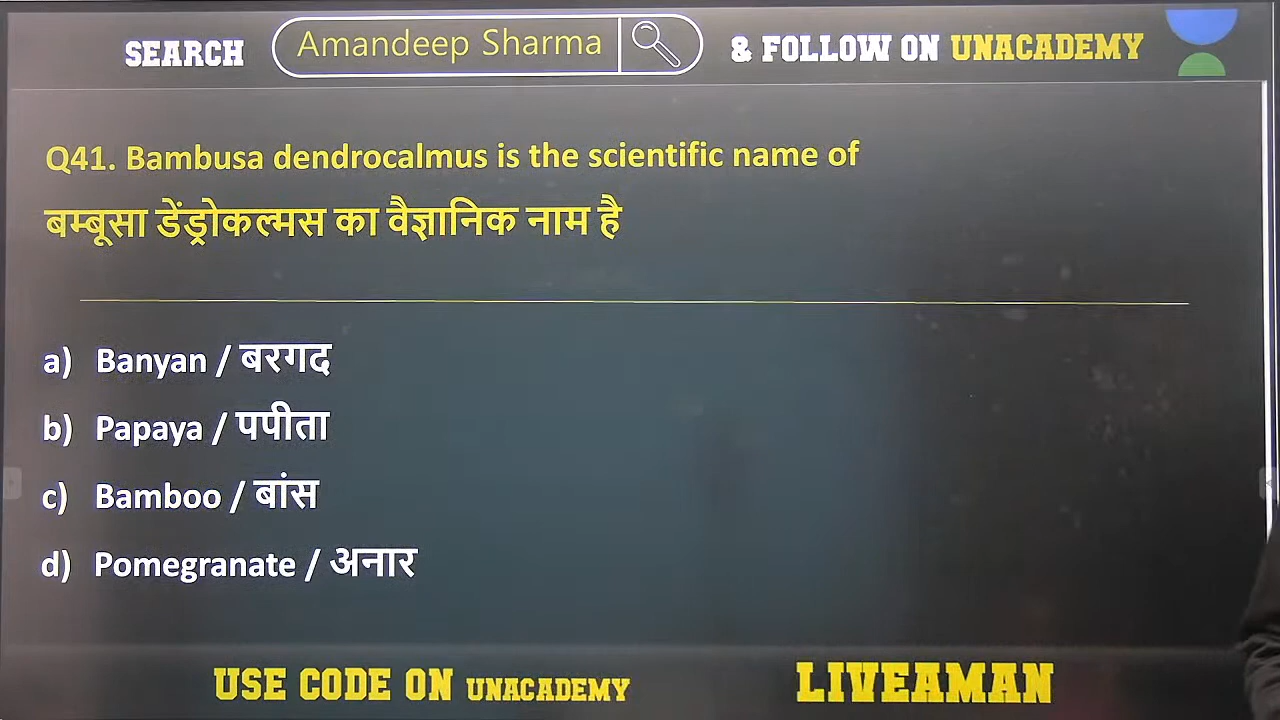 SEARCH Amandeep Sharma & FOLLOW ON UNACADEMY
Q41. Bambusa dendrocalmus is the scientific name of
बम्बूसा डेंड्रोकल्मस का वैज्ञानिक नाम है
a) Banyan / बरगद
b) Papaya / पपीता
c) Bamboo / बांस
d) Pomegranate / अनार
USE CODE ON UNACADEMY LIVEAMAN